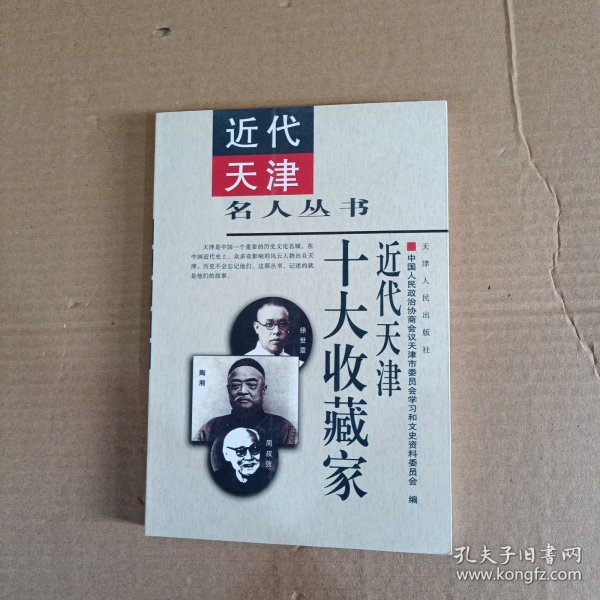 近代
天津
名人丛书
天津是中国一个重要的历史文化名城。在
中国近代史上，众多有影响的风云人物出自天
津。历史不会忘记他们，这部丛书，记述的就
是他们的故事。
近代天津
十大收藏家
天津人民出版社
中国人民政治协商会议天津市委员会学习和文史资料委员会 编
徐世章
陶湘
周叔弢
孔夫子旧书网
www.kongfz.com